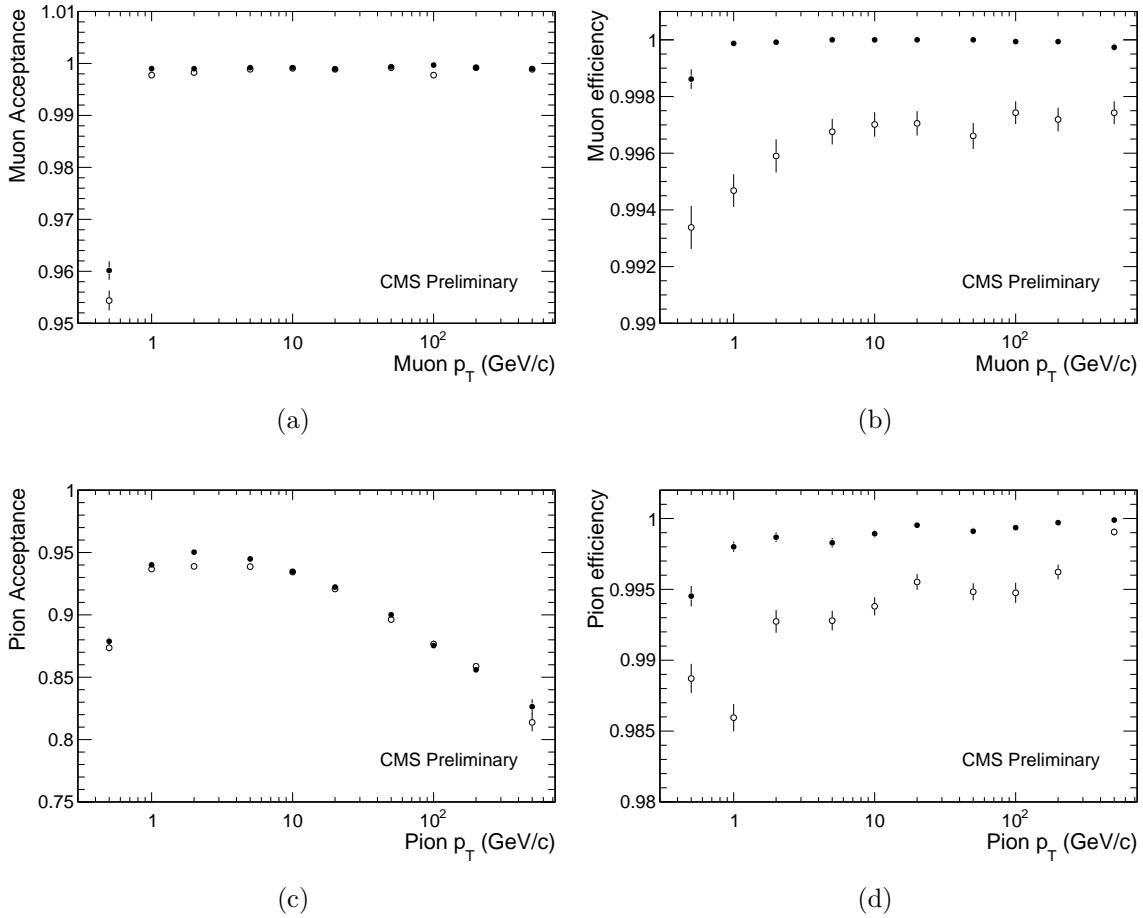 1.01
1
0.99
0.98
0.97
0.96
0.95
Muon Acceptance
CMS Preliminary
1 10 10²
Muon p_T (GeV/c)
(a)
1
0.998
0.996
0.994
0.992
0.99
Muon efficiency
CMS Preliminary
1 10 10²
Muon p_T (GeV/c)
(b)
1
0.95
0.9
0.85
0.8
0.75
Pion Acceptance
CMS Preliminary
1 10 10²
Pion p_T (GeV/c)
(c)
1
0.995
0.99
0.985
0.98
Pion efficiency
CMS Preliminary
1 10 10²
Pion p_T (GeV/c)
(d)